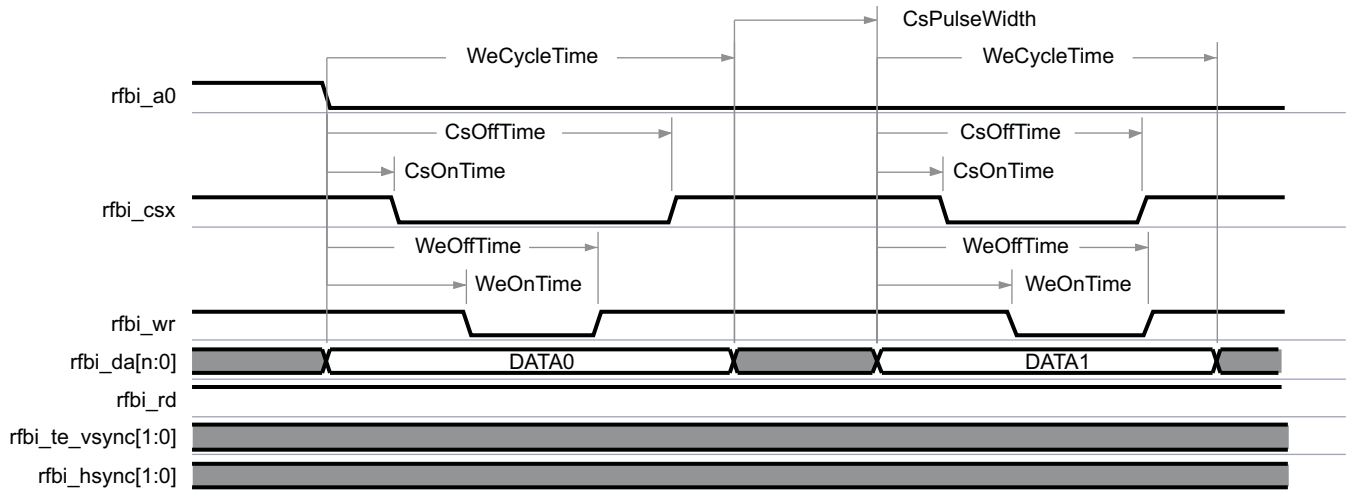 CsPulseWidth
WeCycleTime WeCycleTime
rfbi_a0
CsOffTime CsOffTime
CsOnTime CsOnTime
rfbi_csx
WeOffTime WeOffTime
WeOnTime WeOnTime
rfbi_wr
rfbi_da[n:0] DATA0 DATA1
rfbi_rd
rfbi_te_vsync[1:0]
rfbi_hsync[1:0]